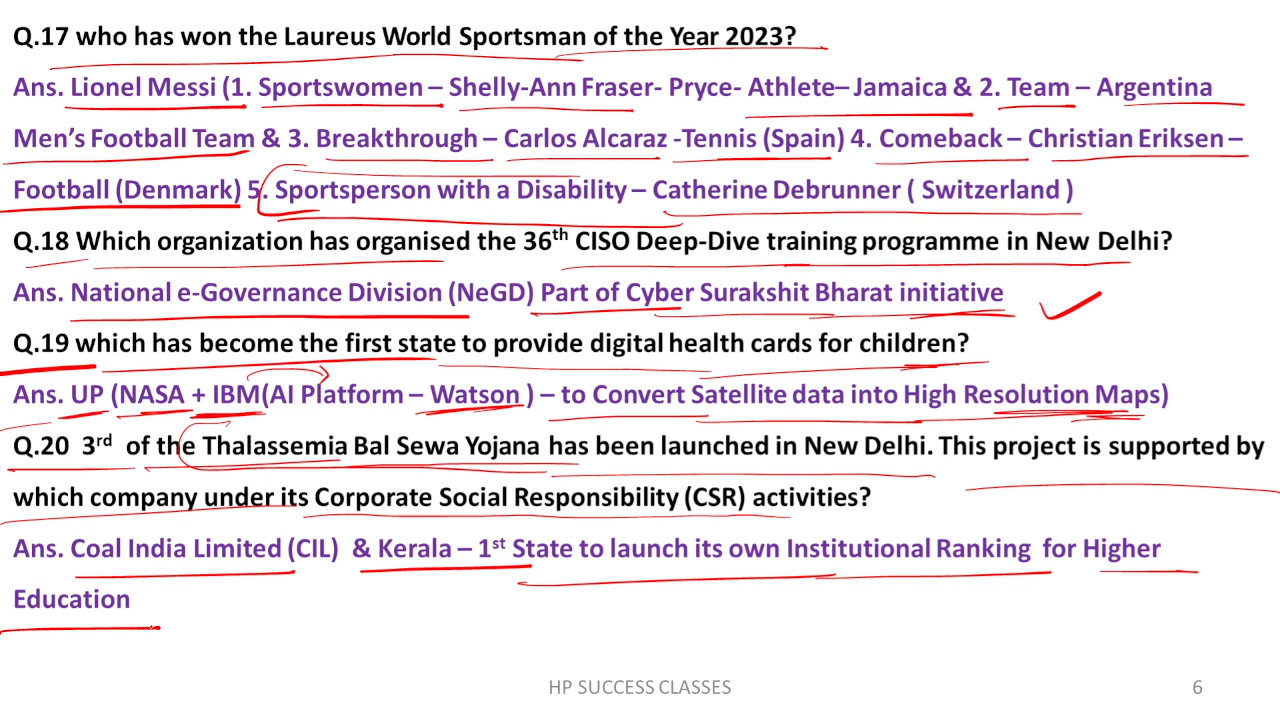 Q.17 who has won the Laureus World Sportsman of the Year 2023?
Ans. Lionel Messi (1. Sportswomen – Shelly-Ann Fraser- Pryce- Athlete– Jamaica & 2. Team – Argentina
Men’s Football Team & 3. Breakthrough – Carlos Alcaraz -Tennis (Spain) 4. Comeback – Christian Eriksen –
Football (Denmark) 5. Sportsperson with a Disability – Catherine Debrunner ( Switzerland )
Q.18 Which organization has organised the 36th CISO Deep-Dive training programme in New Delhi?
Ans. National e-Governance Division (NeGD) Part of Cyber Surakshit Bharat initiative
Q.19 which has become the first state to provide digital health cards for children?
Ans. UP (NASA + IBM(AI Platform – Watson ) – to Convert Satellite data into High Resolution Maps)
Q.20 3rd of the Thalassemia Bal Sewa Yojana has been launched in New Delhi. This project is supported by
which company under its Corporate Social Responsibility (CSR) activities?
Ans. Coal India Limited (CIL) & Kerala – 1st State to launch its own Institutional Ranking for Higher
Education
HP SUCCESS CLASSES 6